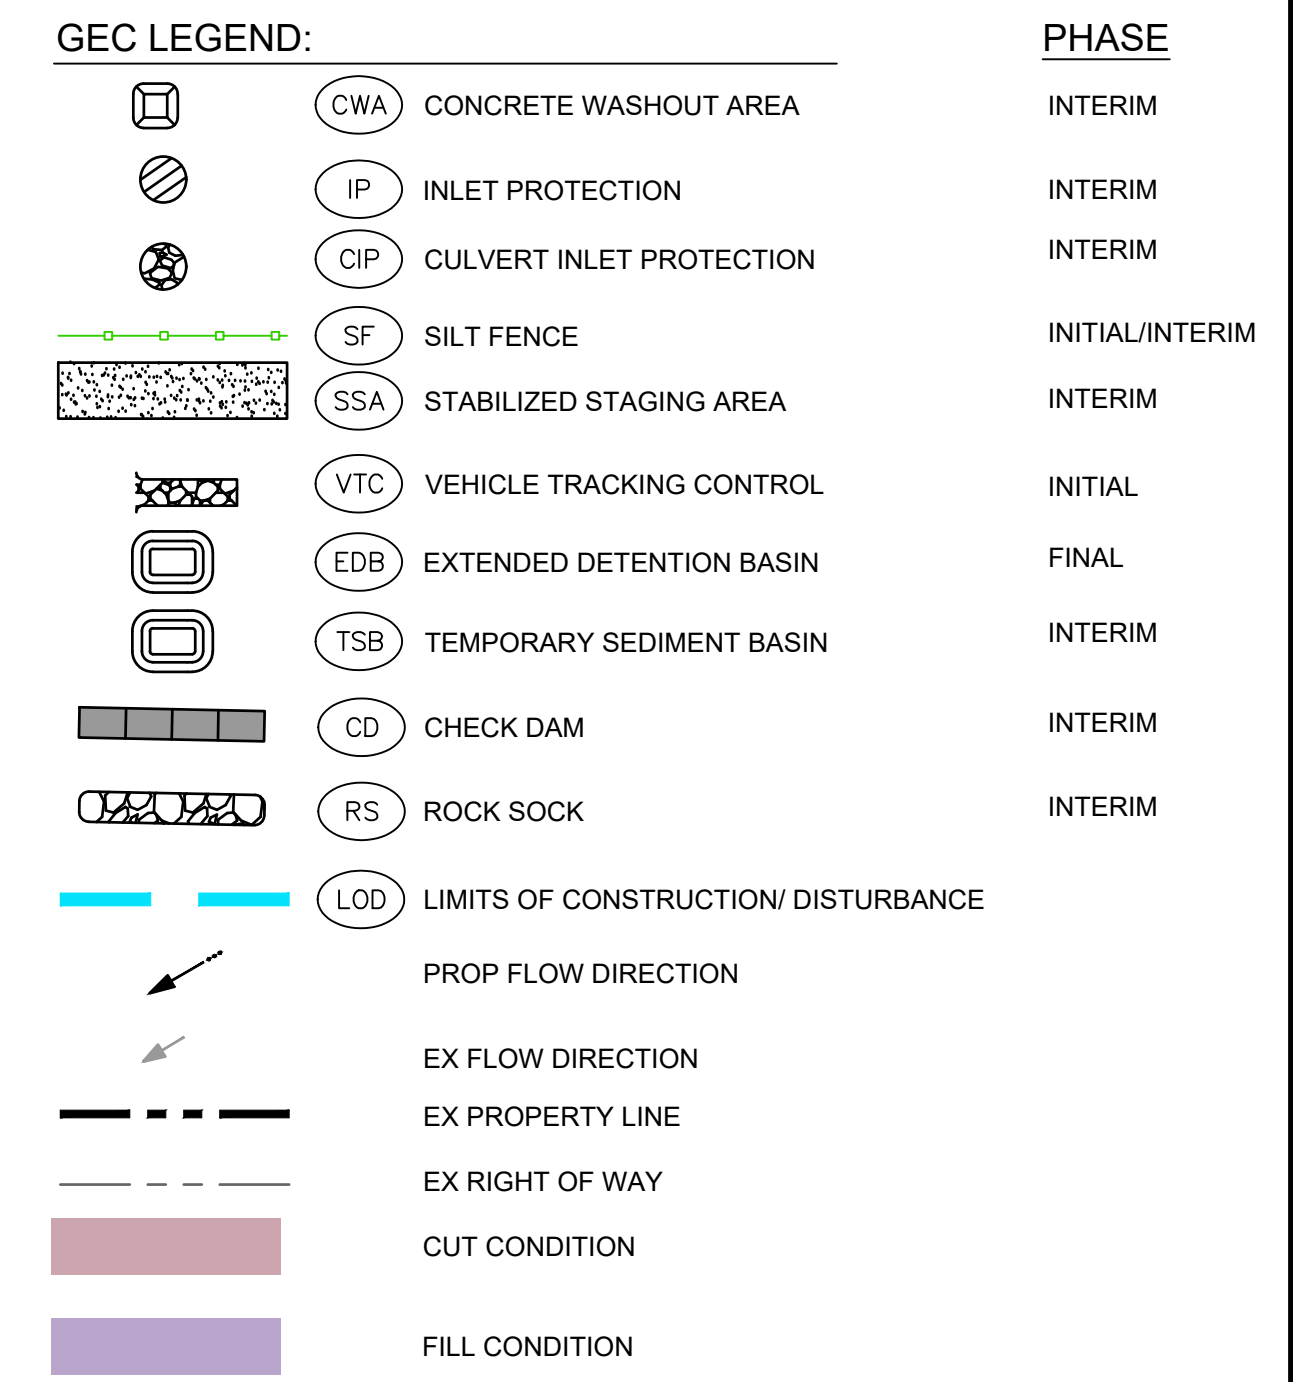 GEC LEGEND: PHASE
CWA CONCRETE WASHOUT AREA INTERIM
IP INLET PROTECTION INTERIM
CIP CULVERT INLET PROTECTION INTERIM
SF SILT FENCE INITIAL/INTERIM
SSA STABILIZED STAGING AREA INTERIM
VTC VEHICLE TRACKING CONTROL INITIAL
EDB EXTENDED DETENTION BASIN FINAL
TSB TEMPORARY SEDIMENT BASIN INTERIM
CD CHECK DAM INTERIM
RS ROCK SOCK INTERIM
LOD LIMITS OF CONSTRUCTION/ DISTURBANCE
PROP FLOW DIRECTION
EX FLOW DIRECTION
EX PROPERTY LINE
EX RIGHT OF WAY
CUT CONDITION
FILL CONDITION